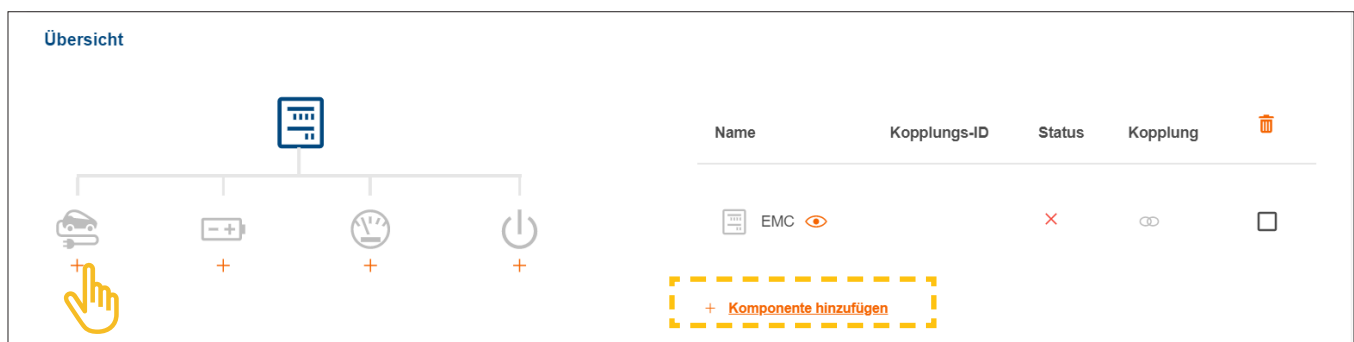 Übersicht
Name Kopplungs-ID Status Kopplung
EMC
+ Komponente hinzufügen